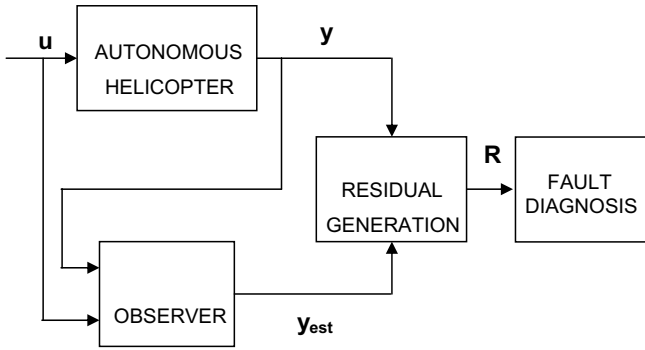 u
AUTONOMOUS
HELICOPTER
y
RESIDUAL
GENERATION
R
FAULT
DIAGNOSIS
OBSERVER
yest